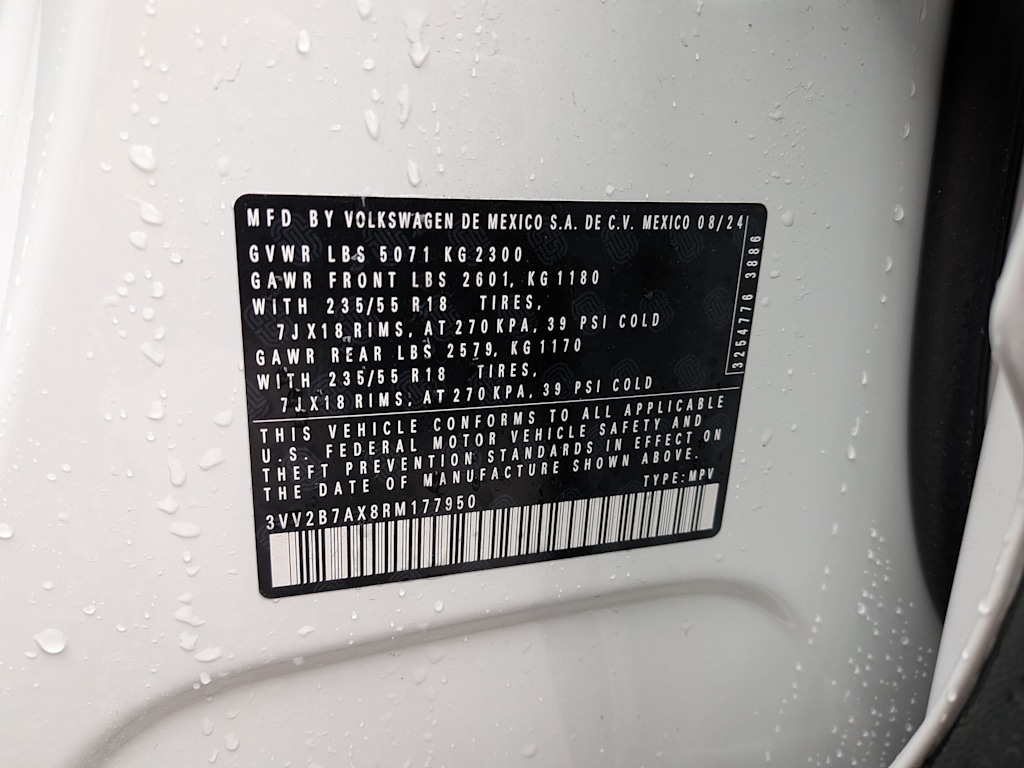 MFD BY VOLKSWAGEN DE MEXICO S.A. DE C.V. MEXICO 08/24
GVWR LBS 5071 KG 2300
GAWR FRONT LBS 2601, KG 1180
WITH 235/55 R18 TIRES,
7JX18 RIMS, AT 270 KPA, 39 PSI COLD
GAWR REAR LBS 2579, KG 1170
WITH 235/55 R18 TIRES,
7JX18 RIMS, AT 270 KPA, 39 PSI COLD
3254776 3886
THIS VEHICLE CONFORMS TO ALL APPLICABLE
U.S. FEDERAL MOTOR VEHICLE SAFETY AND
THEFT PREVENTION STANDARDS IN EFFECT ON
THE DATE OF MANUFACTURE SHOWN ABOVE.
TYPE: MPV
3VV2B7AX8RM177950